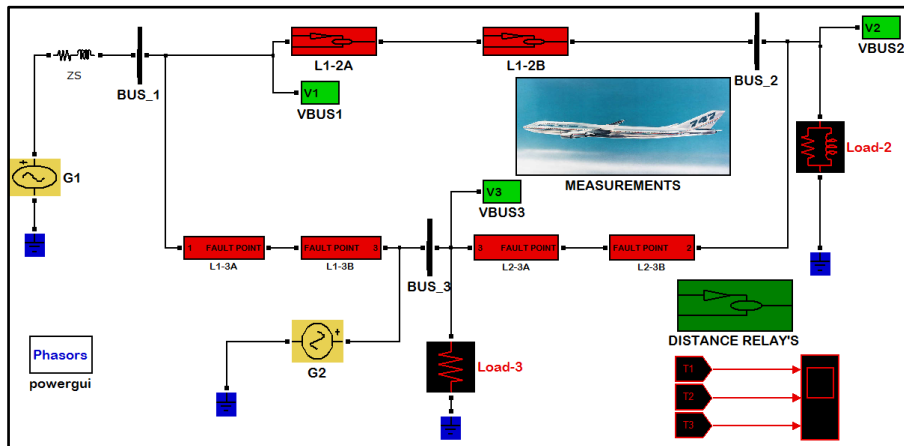 V2
VBUS2
L1-2A
L1-2B
ZS
BUS_1
BUS_2
V1
VBUS1
Load-2
+
G1
MEASUREMENTS
V3
VBUS3
1 FAULT POINT
FAULT POINT 3
3 FAULT POINT
FAULT POINT 2
L1-3A
L1-3B
BUS_3
L2-3A
L2-3B
+
DISTANCE RELAY'S
Phasors
powergui
G2
Load-3
T1
T2
T3